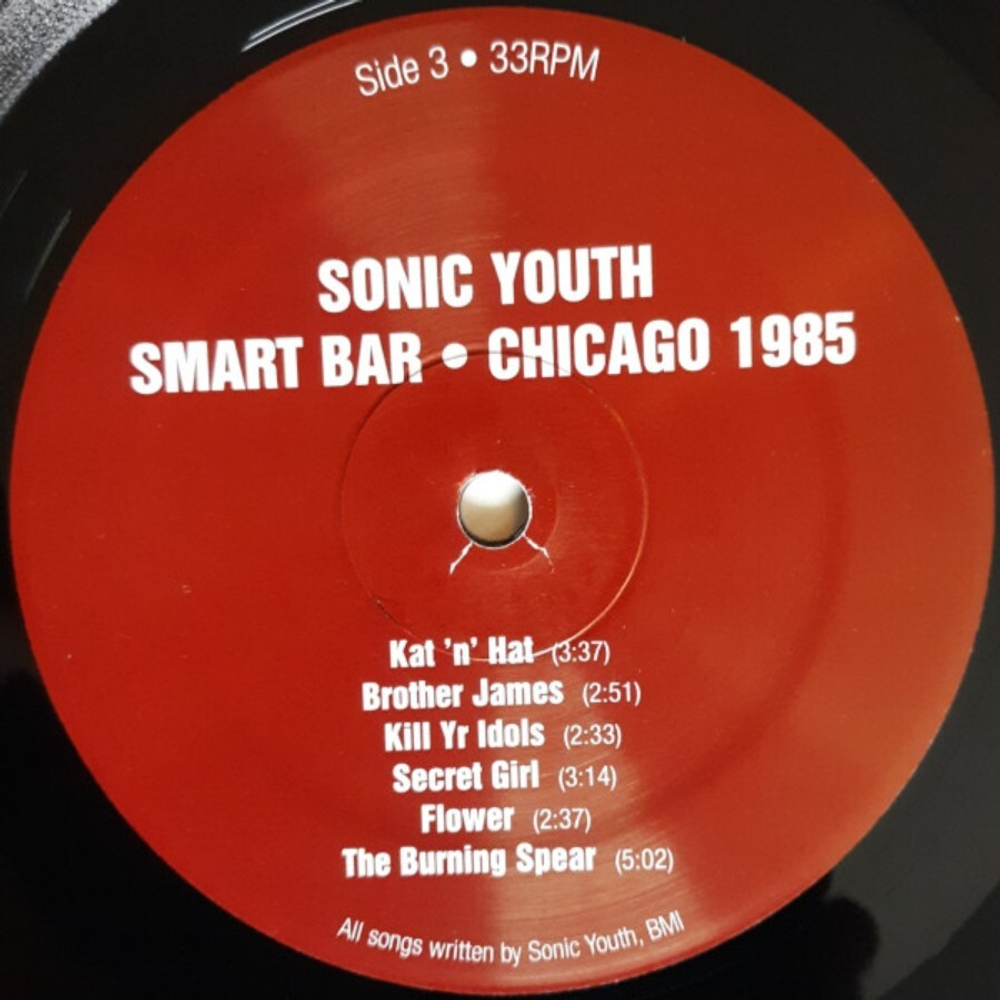 Side 3 • 33RPM
SONIC YOUTH
SMART BAR • CHICAGO 1985
Kat 'n' Hat (3:37)
Brother James (2:51)
Kill Yr Idols (2:33)
Secret Girl (3:14)
Flower (2:37)
The Burning Spear (5:02)
All songs written by Sonic Youth, BMI